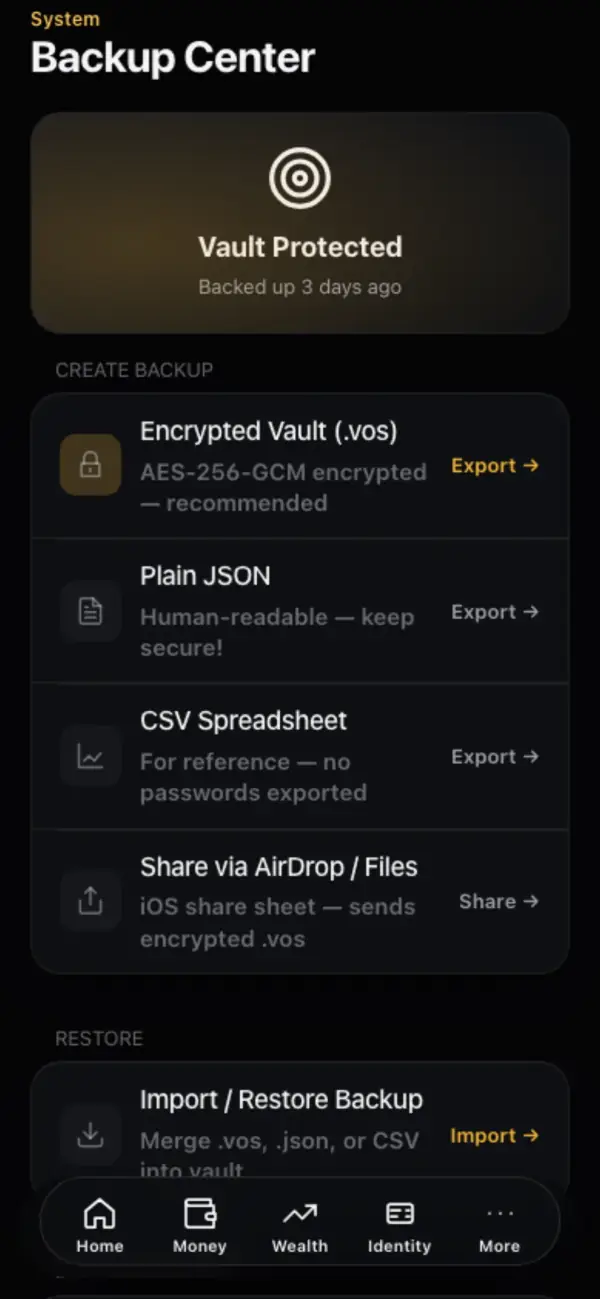 System
Backup Center
Vault Protected
Backed up 3 days ago
CREATE BACKUP
Encrypted Vault (.vos)
AES-256-GCM encrypted
— recommended
Export →
Plain JSON
Human-readable — keep
secure!
Export →
CSV Spreadsheet
For reference — no
passwords exported
Export →
Share via AirDrop / Files
iOS share sheet — sends
encrypted .vos
Share →
RESTORE
Import / Restore Backup
Merge .vos, .json, or CSV
into vault
Import →
Home
Money
Wealth
Identity
More